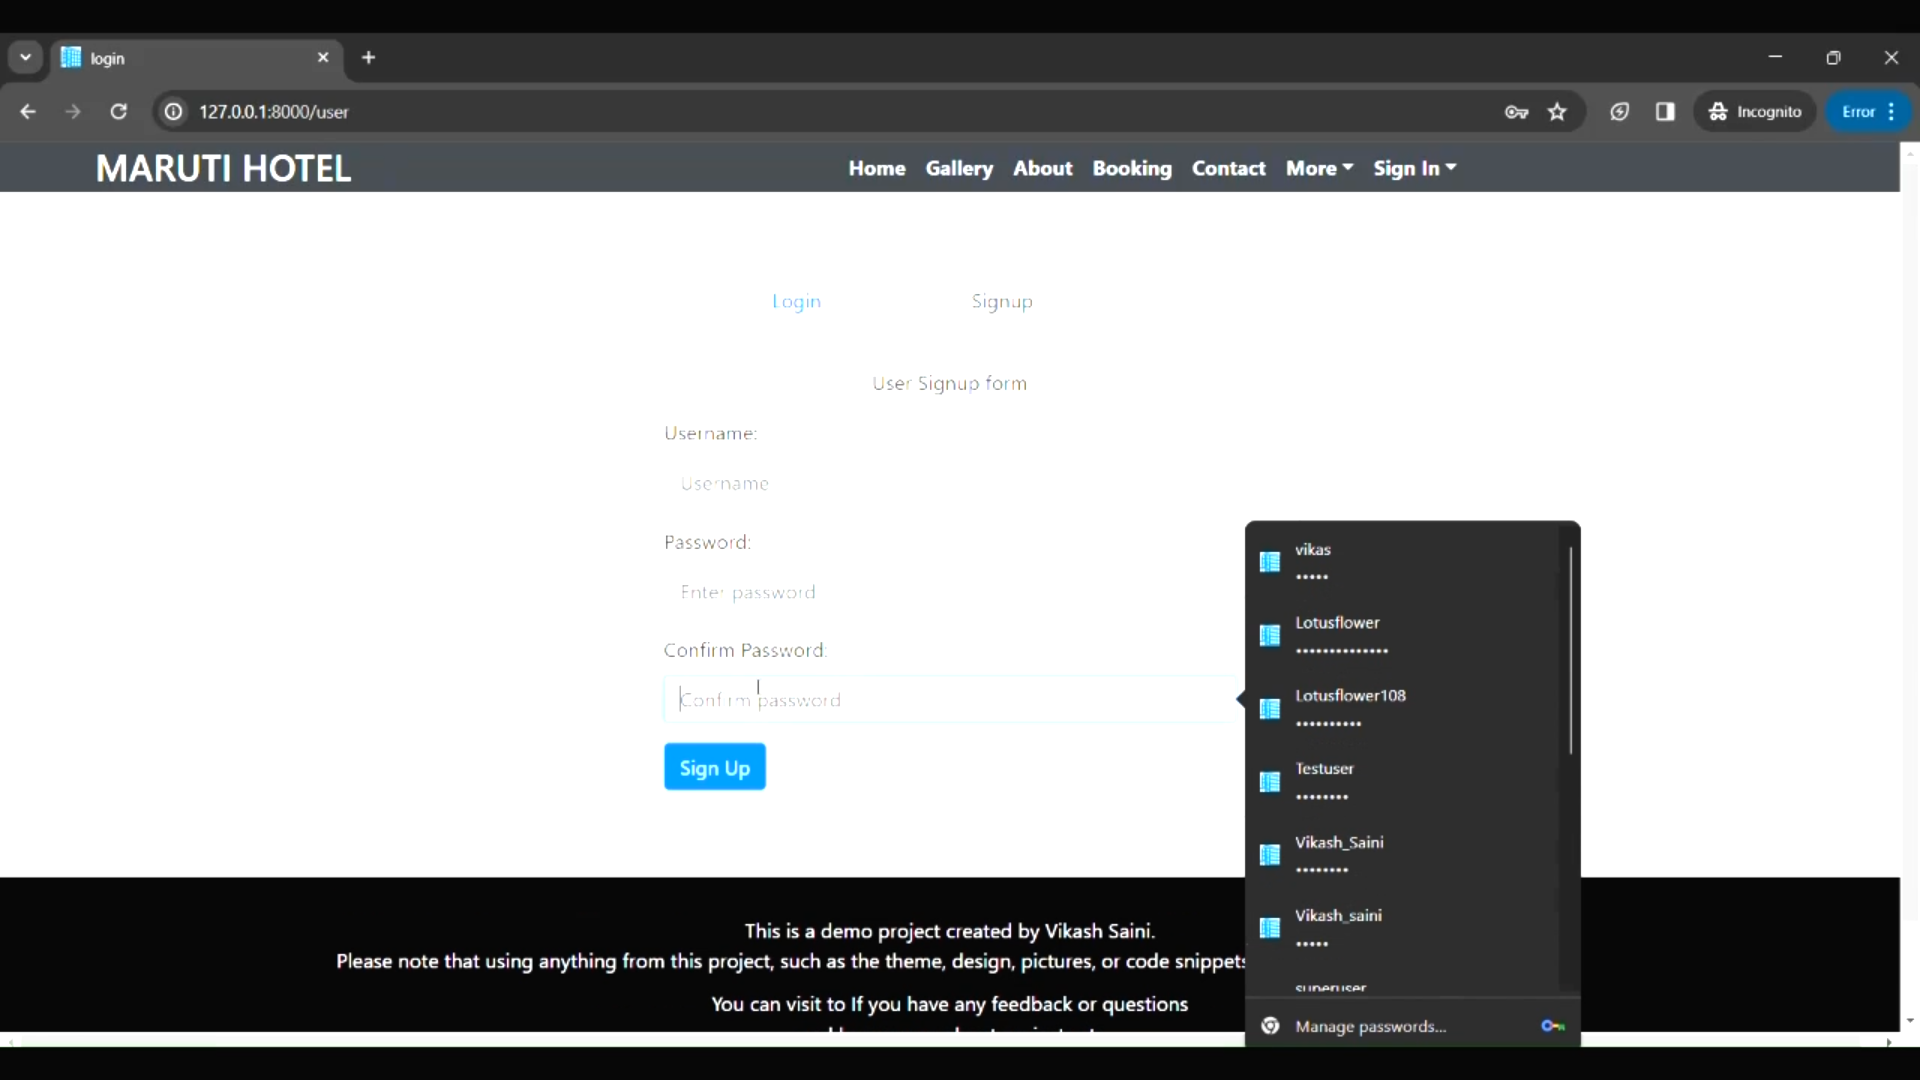 login
127.0.0.1:8000/user
Incognito
Error
MARUTI HOTEL
Home Gallery About Booking Contact More Sign In
Login Signup
User Signup form
Username:
Username
Password:
Enter password
Confirm Password:
Confirm password
Sign Up
vikas
•••••
Lotusflower
••••••••••••••
Lotusflower108
••••••••••
Testuser
••••••••
Vikash_Saini
••••••••
Vikash_saini
•••••
superuser
Manage passwords...
This is a demo project created by Vikash Saini.
Please note that using anything from this project, such as the theme, design, pictures, or code snippets
You can visit to If you have any feedback or questions